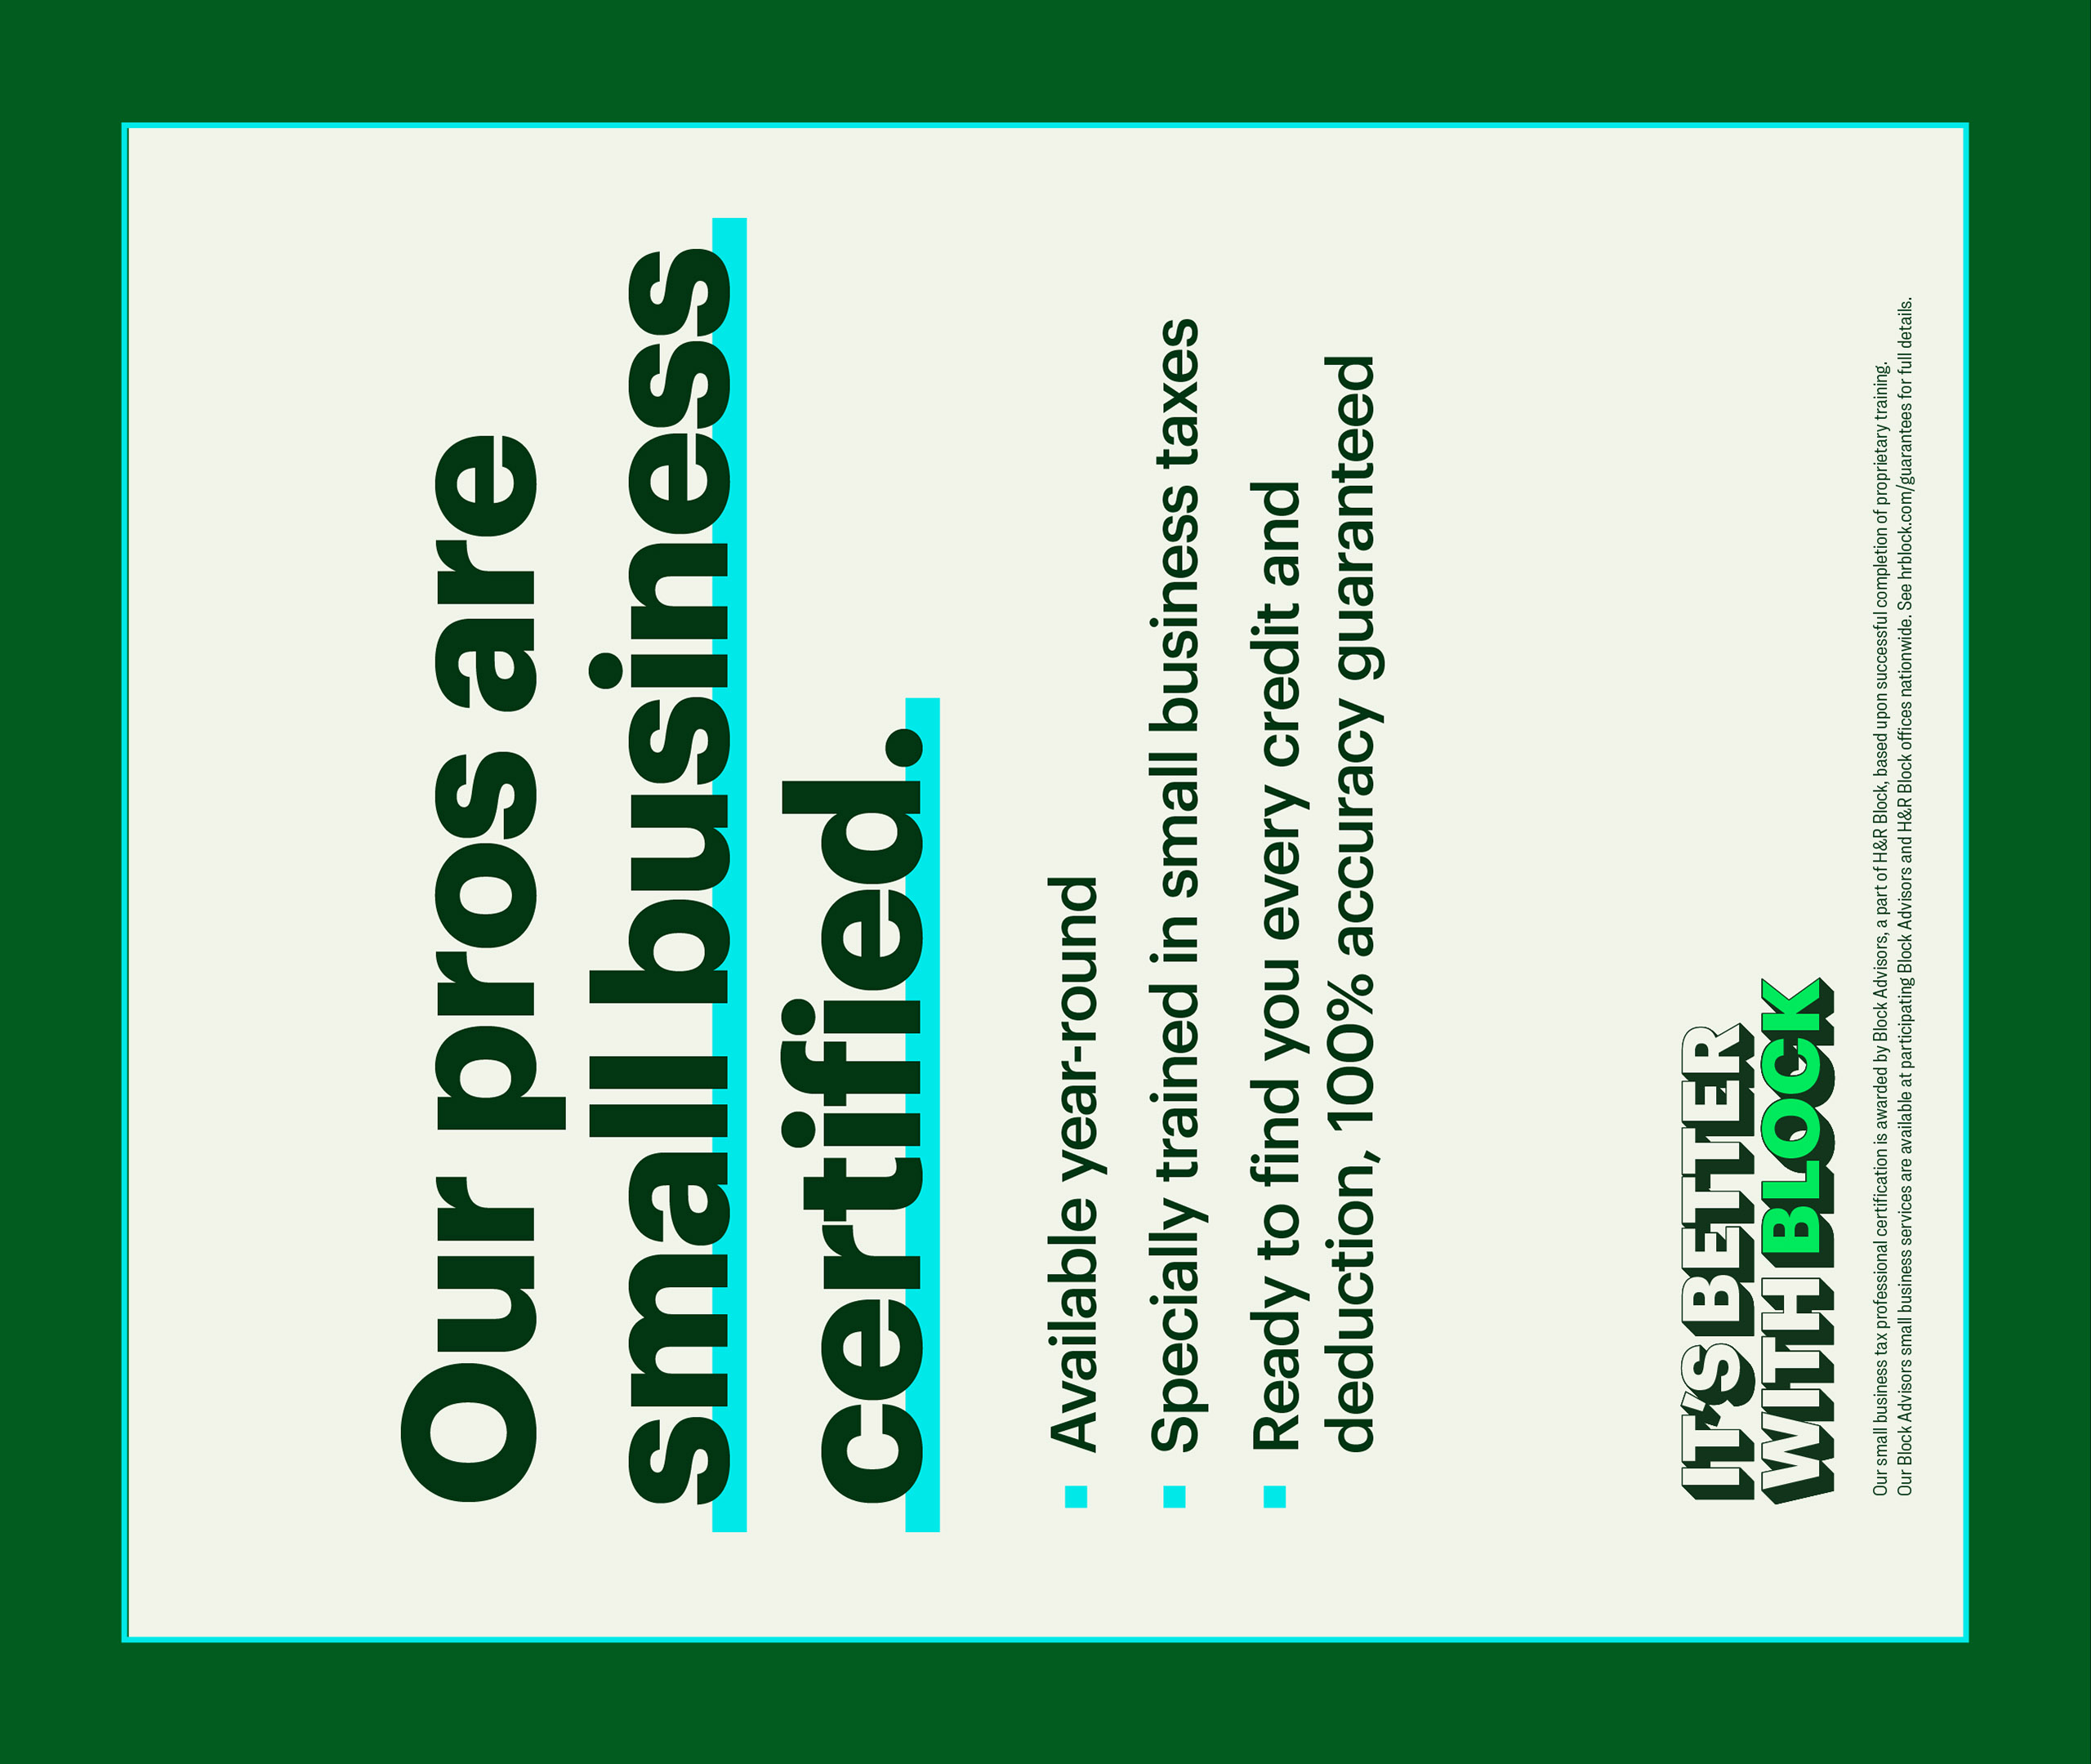 Our pros are
small business
certified.
Available year-round
Specially trained in small business taxes
Ready to find you every credit and
deduction, 100% accuracy guaranteed
IT'S BETTER
WITH BLOCK
Our small business tax professional certification is awarded by Block Advisors, a part of H&R Block, based upon successful completion of proprietary training.
Our Block Advisors small business services are available at participating Block Advisors and H&R Block offices nationwide. See hrblock.com/guarantees for full details.